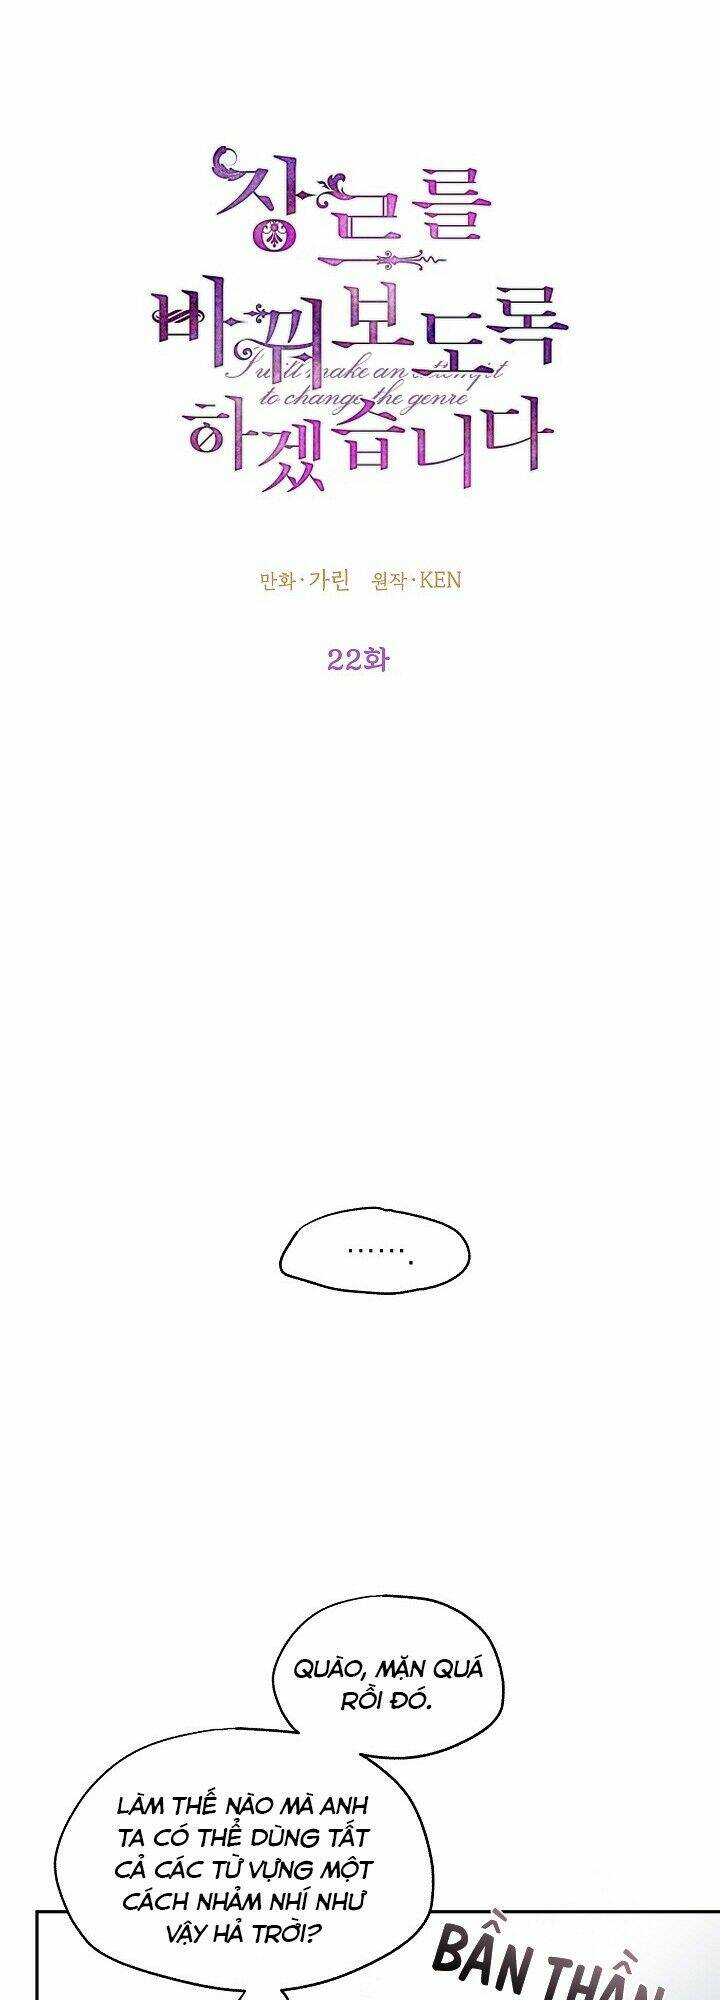 장르를
바꿔보도록
I will make an attempt
to change the genre
하겠습니다
만화·가린 원작·KEN
22화
…….
QUÀO, MẶN QUÁ
RỒI ĐÓ.
LÀM THẾ NÀO MÀ ANH
TA CÓ THỂ DÙNG TẤT
CẢ CÁC TỪ VỰNG MỘT
CÁCH NHẢM NHÍ NHƯ
VẬY HẢ TRỜI?
BẦN THẦN